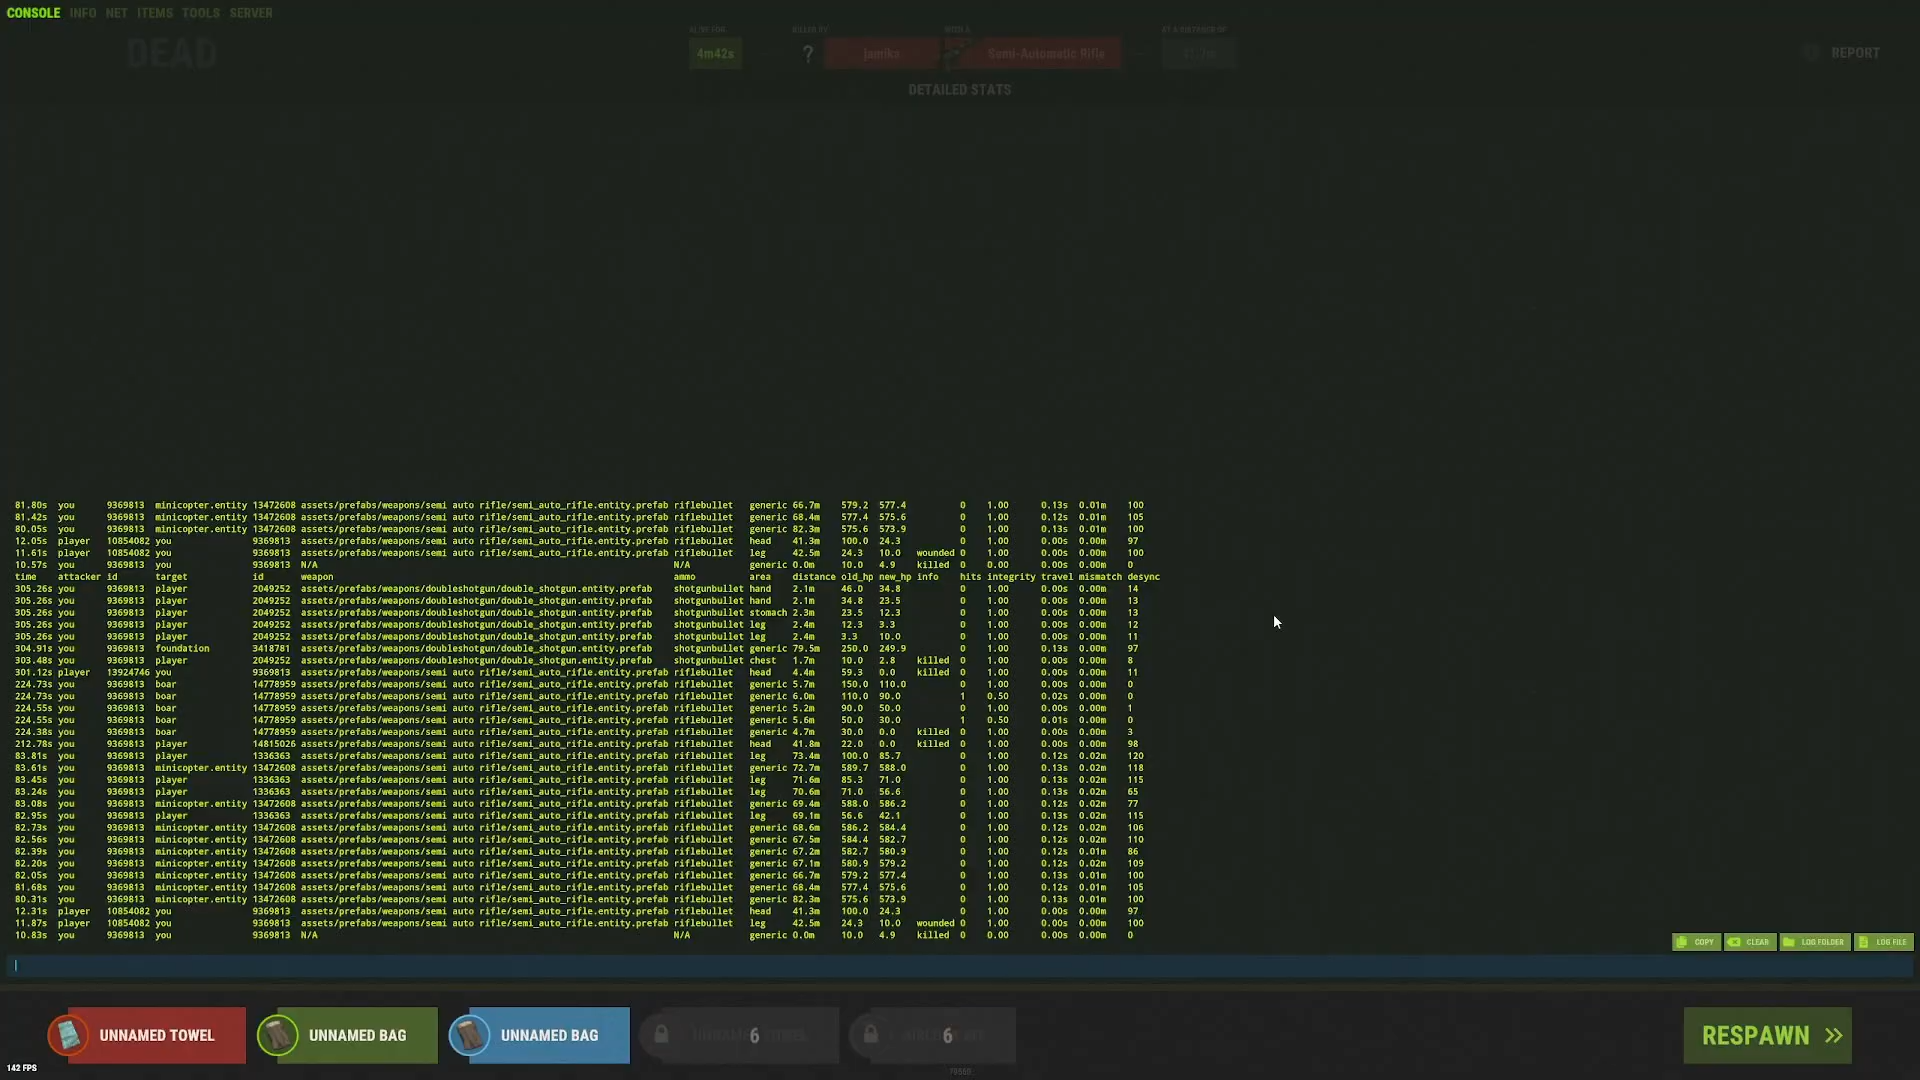 CONSOLE INFO NET ITEMS TOOLS SERVER
DEAD
ALIVE FOR
4m42s
KILLED BY
?
jamika
WITH A
Semi-Automatic Rifle
AT A DISTANCE OF
REPORT
DETAILED STATS
81.80s you 9369813 minicopter.entity 13472608 assets/prefabs/weapons/semi auto rifle/semi_auto_rifle.entity.prefab riflebullet generic 66.7m 579.2 577.4 0 1.00 0.13s 0.01m 100
81.42s you 9369813 minicopter.entity 13472608 assets/prefabs/weapons/semi auto rifle/semi_auto_rifle.entity.prefab riflebullet generic 68.4m 577.4 575.6 0 1.00 0.12s 0.01m 105
80.05s you 9369813 minicopter.entity 13472608 assets/prefabs/weapons/semi auto rifle/semi_auto_rifle.entity.prefab riflebullet generic 82.3m 575.6 573.9 0 1.00 0.13s 0.01m 100
12.05s player 10854082 you 9369813 assets/prefabs/weapons/semi auto rifle/semi_auto_rifle.entity.prefab riflebullet head 41.3m 100.0 24.3 0 1.00 0.00s 0.00m 97
11.61s player 10854082 you 9369813 assets/prefabs/weapons/semi auto rifle/semi_auto_rifle.entity.prefab riflebullet leg 42.5m 24.3 10.0 wounded 0 1.00 0.00s 0.00m 100
10.57s you 9369813 you 9369813 N/A N/A generic 0.0m 10.0 4.9 killed 0 0.00 0.00s 0.00m 0
time attacker id target id weapon ammo area distance old_hp new_hp info hits integrity travel mismatch desync
305.26s you 9369813 player 2049252 assets/prefabs/weapons/doubleshotgun/double_shotgun.entity.prefab shotgunbullet hand 2.1m 46.0 34.8 0 1.00 0.00s 0.00m 14
305.26s you 9369813 player 2049252 assets/prefabs/weapons/doubleshotgun/double_shotgun.entity.prefab shotgunbullet hand 2.1m 34.8 23.5 0 1.00 0.00s 0.00m 13
305.26s you 9369813 player 2049252 assets/prefabs/weapons/doubleshotgun/double_shotgun.entity.prefab shotgunbullet stomach 2.3m 23.5 12.3 0 1.00 0.00s 0.00m 13
305.26s you 9369813 player 2049252 assets/prefabs/weapons/doubleshotgun/double_shotgun.entity.prefab shotgunbullet leg 2.4m 12.3 3.3 0 1.00 0.00s 0.00m 12
305.26s you 9369813 player 2049252 assets/prefabs/weapons/doubleshotgun/double_shotgun.entity.prefab shotgunbullet leg 2.4m 3.3 10.0 0 1.00 0.00s 0.00m 11
304.91s you 9369813 foundation 3418781 assets/prefabs/weapons/doubleshotgun/double_shotgun.entity.prefab shotgunbullet generic 79.5m 250.0 249.9 0 1.00 0.13s 0.00m 97
303.48s you 9369813 player 2049252 assets/prefabs/weapons/doubleshotgun/double_shotgun.entity.prefab shotgunbullet chest 1.7m 10.0 2.8 killed 0 1.00 0.00s 0.00m 8
301.12s player 13924746 you 9369813 assets/prefabs/weapons/semi auto rifle/semi_auto_rifle.entity.prefab riflebullet head 4.4m 59.3 0.0 killed 0 1.00 0.00s 0.00m 11
224.73s you 9369813 boar 14778959 assets/prefabs/weapons/semi auto rifle/semi_auto_rifle.entity.prefab riflebullet generic 5.7m 150.0 110.0 0 1.00 0.00s 0.00m 0
224.73s you 9369813 boar 14778959 assets/prefabs/weapons/semi auto rifle/semi_auto_rifle.entity.prefab riflebullet generic 6.0m 110.0 90.0 1 0.50 0.02s 0.00m 0
224.55s you 9369813 boar 14778959 assets/prefabs/weapons/semi auto rifle/semi_auto_rifle.entity.prefab riflebullet generic 5.2m 90.0 50.0 0 1.00 0.00s 0.00m 1
224.55s you 9369813 boar 14778959 assets/prefabs/weapons/semi auto rifle/semi_auto_rifle.entity.prefab riflebullet generic 5.6m 50.0 30.0 1 0.50 0.01s 0.00m 0
224.38s you 9369813 boar 14778959 assets/prefabs/weapons/semi auto rifle/semi_auto_rifle.entity.prefab riflebullet generic 4.7m 30.0 0.0 killed 0 1.00 0.00s 0.00m 3
212.78s you 9369813 player 14815026 assets/prefabs/weapons/semi auto rifle/semi_auto_rifle.entity.prefab riflebullet head 41.8m 22.0 0.0 killed 0 1.00 0.00s 0.00m 98
83.81s you 9369813 player 1336363 assets/prefabs/weapons/semi auto rifle/semi_auto_rifle.entity.prefab riflebullet leg 73.4m 100.0 85.7 0 1.00 0.12s 0.02m 120
83.61s you 9369813 minicopter.entity 13472608 assets/prefabs/weapons/semi auto rifle/semi_auto_rifle.entity.prefab riflebullet generic 72.7m 589.7 588.0 0 1.00 0.13s 0.02m 118
83.45s you 9369813 player 1336363 assets/prefabs/weapons/semi auto rifle/semi_auto_rifle.entity.prefab riflebullet leg 71.6m 85.3 71.0 0 1.00 0.13s 0.02m 115
83.24s you 9369813 player 1336363 assets/prefabs/weapons/semi auto rifle/semi_auto_rifle.entity.prefab riflebullet leg 70.6m 71.0 56.6 0 1.00 0.13s 0.02m 65
83.08s you 9369813 minicopter.entity 13472608 assets/prefabs/weapons/semi auto rifle/semi_auto_rifle.entity.prefab riflebullet generic 69.4m 588.0 586.2 0 1.00 0.12s 0.02m 77
82.95s you 9369813 player 1336363 assets/prefabs/weapons/semi auto rifle/semi_auto_rifle.entity.prefab riflebullet leg 69.1m 56.6 42.1 0 1.00 0.13s 0.02m 115
82.73s you 9369813 minicopter.entity 13472608 assets/prefabs/weapons/semi auto rifle/semi_auto_rifle.entity.prefab riflebullet generic 68.6m 586.2 584.4 0 1.00 0.12s 0.02m 106
82.56s you 9369813 minicopter.entity 13472608 assets/prefabs/weapons/semi auto rifle/semi_auto_rifle.entity.prefab riflebullet generic 67.5m 584.4 582.7 0 1.00 0.12s 0.02m 110
82.39s you 9369813 minicopter.entity 13472608 assets/prefabs/weapons/semi auto rifle/semi_auto_rifle.entity.prefab riflebullet generic 67.2m 582.7 580.9 0 1.00 0.12s 0.01m 86
82.20s you 9369813 minicopter.entity 13472608 assets/prefabs/weapons/semi auto rifle/semi_auto_rifle.entity.prefab riflebullet generic 67.1m 580.9 579.2 0 1.00 0.12s 0.02m 109
82.05s you 9369813 minicopter.entity 13472608 assets/prefabs/weapons/semi auto rifle/semi_auto_rifle.entity.prefab riflebullet generic 66.7m 579.2 577.4 0 1.00 0.13s 0.01m 100
81.68s you 9369813 minicopter.entity 13472608 assets/prefabs/weapons/semi auto rifle/semi_auto_rifle.entity.prefab riflebullet generic 68.4m 577.4 575.6 0 1.00 0.12s 0.01m 105
80.31s you 9369813 minicopter.entity 13472608 assets/prefabs/weapons/semi auto rifle/semi_auto_rifle.entity.prefab riflebullet generic 82.3m 575.6 573.9 0 1.00 0.13s 0.01m 100
12.31s player 10854082 you 9369813 assets/prefabs/weapons/semi auto rifle/semi_auto_rifle.entity.prefab riflebullet head 41.3m 100.0 24.3 0 1.00 0.00s 0.00m 97
11.87s player 10854082 you 9369813 assets/prefabs/weapons/semi auto rifle/semi_auto_rifle.entity.prefab riflebullet leg 42.5m 24.3 10.0 wounded 0 1.00 0.00s 0.00m 100
10.83s you 9369813 you 9369813 N/A N/A generic 0.0m 10.0 4.9 killed 0 0.00 0.00s 0.00m 0
COPY CLEAR LOG FOLDER LOG FILE
UNNAMED TOWEL UNNAMED BAG UNNAMED BAG 6 6 RESPAWN
142 FPS